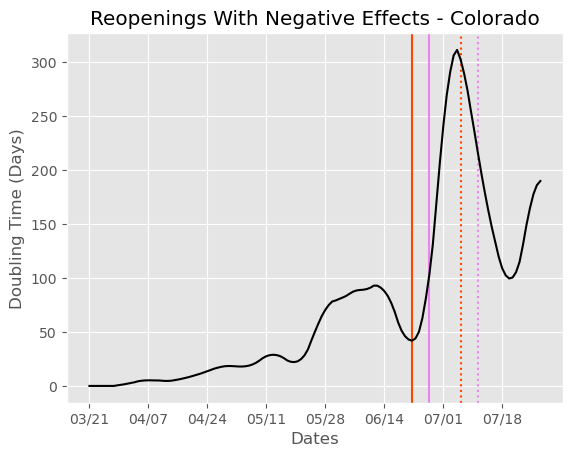 Reopenings With Negative Effects - Colorado
Doubling Time (Days)
300
250
200
150
100
50
0
03/21 04/07 04/24 05/11 05/28 06/14 07/01 07/18
Dates